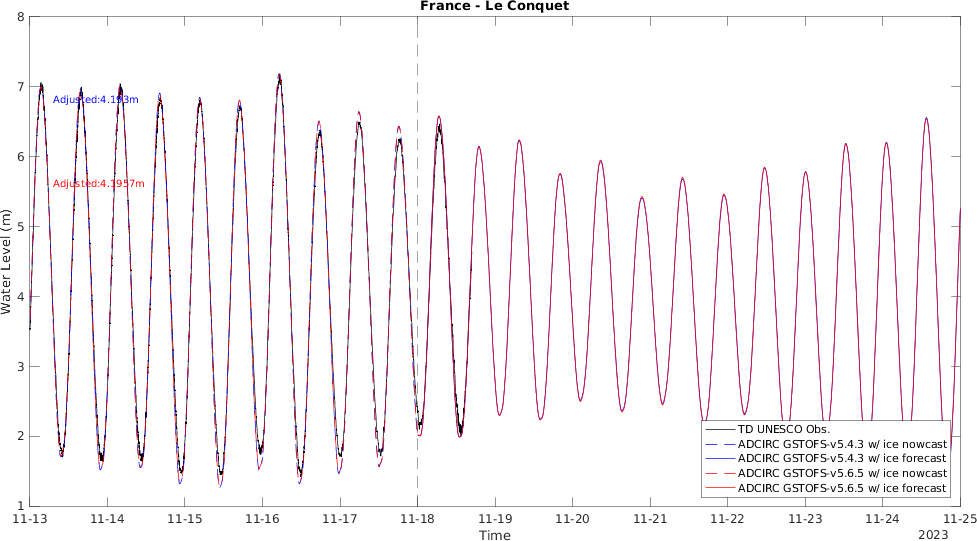 France - Le Conquet
8
7
6
5
4
3
2
1
Water Level (m)
Adjusted:4.193m
Adjusted:4.1957m
TD UNESCO Obs.
ADCIRC GSTOFS-v5.4.3 w/ ice nowcast
ADCIRC GSTOFS-v5.4.3 w/ ice forecast
ADCIRC GSTOFS-v5.6.5 w/ ice nowcast
ADCIRC GSTOFS-v5.6.5 w/ ice forecast
11-13 11-14 11-15 11-16 11-17 11-18 11-19 11-20 11-21 11-22 11-23 11-24 11-25
Time
2023